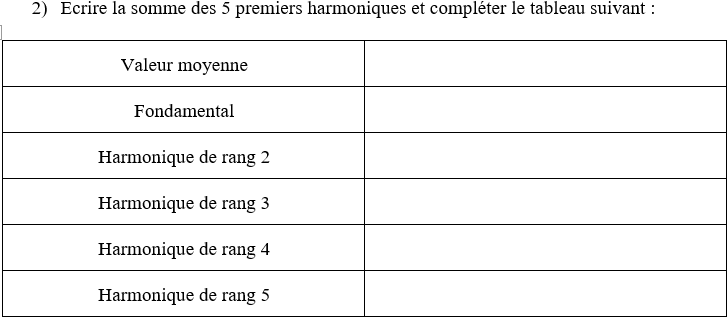 2) Ecrire la somme des 5 premiers harmoniques et compléter le tableau suivant :
Valeur moyenne
Fondamental
Harmonique de rang 2
Harmonique de rang 3
Harmonique de rang 4
Harmonique de rang 5